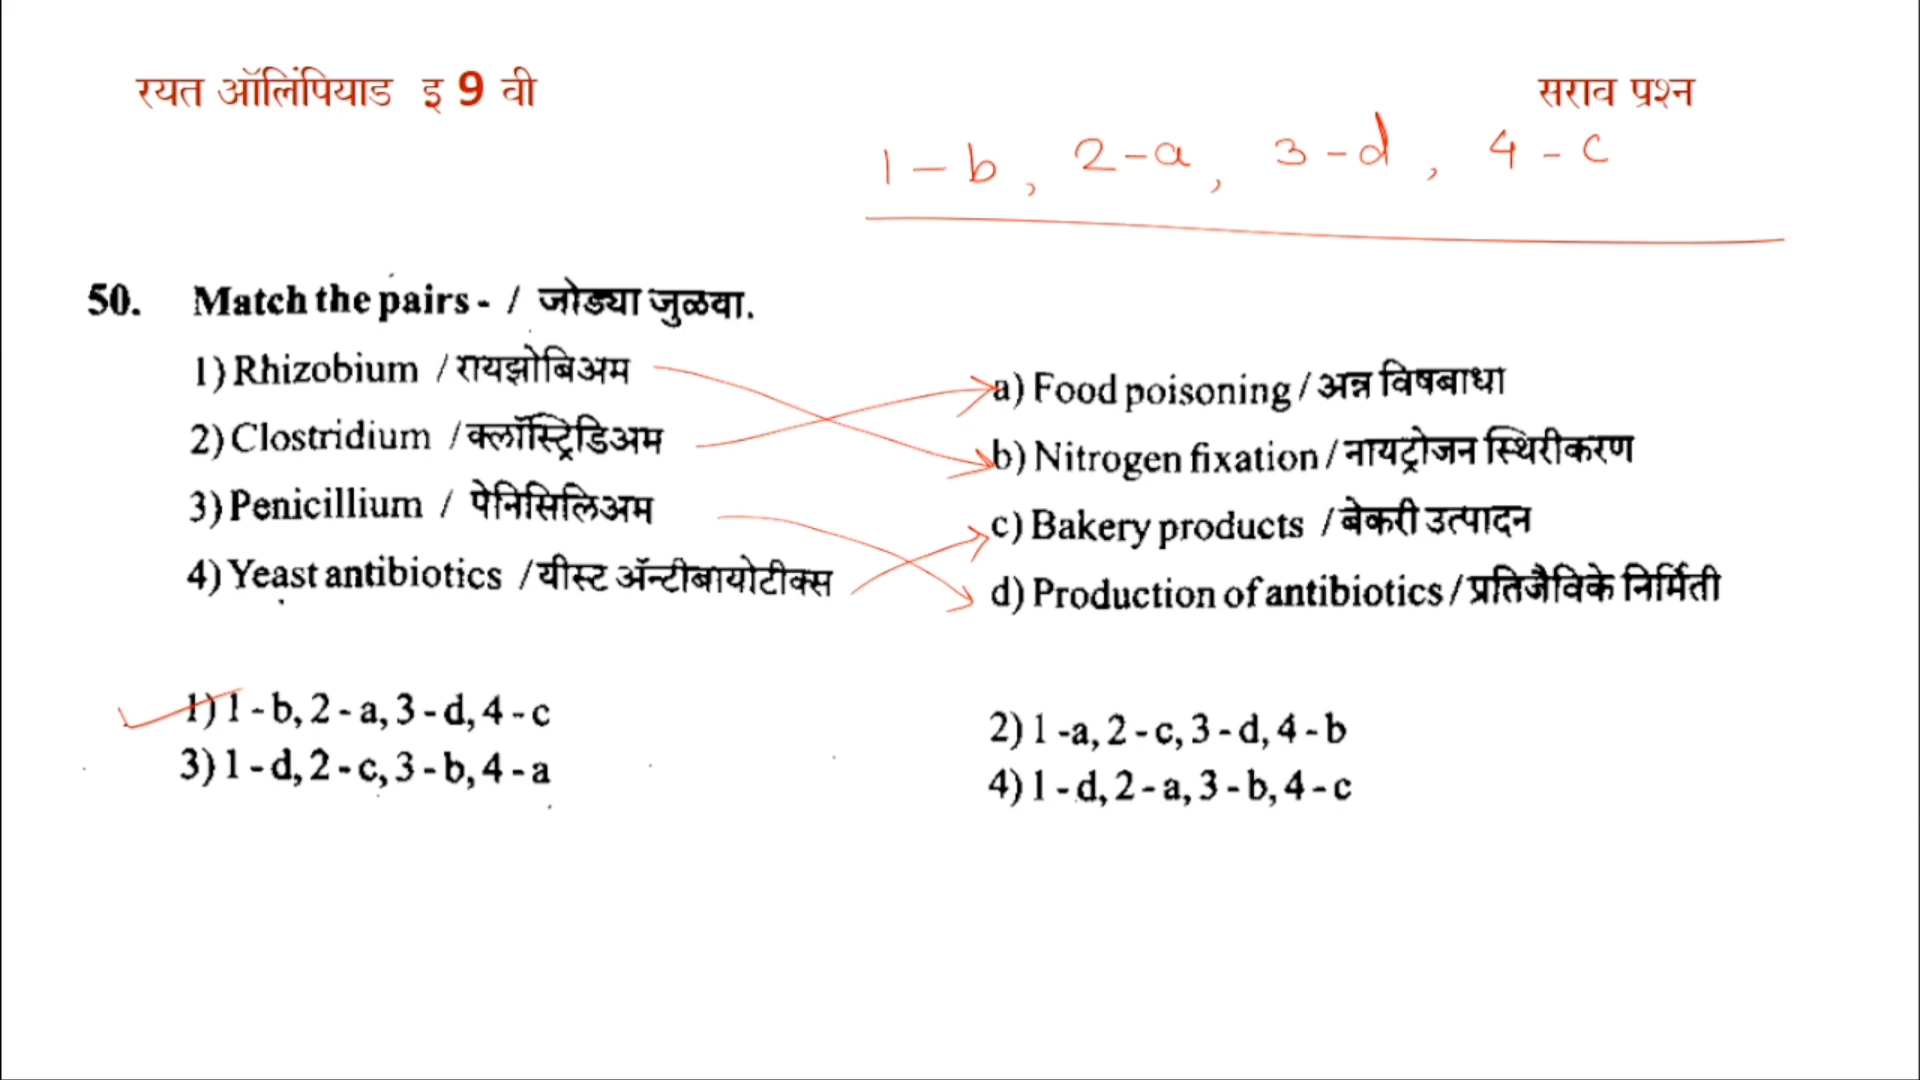 रयत ऑलिंपियाड इ 9 वी
सराव प्रश्न
1 - b, 2 - a, 3 - d, 4 - c
50. Match the pairs - / जोड्या जुळवा.
1) Rhizobium / रायझोबिअम
a) Food poisoning / अन्न विषबाधा
2) Clostridium / क्लॉस्ट्रिडिअम
b) Nitrogen fixation / नायट्रोजन स्थिरीकरण
3) Penicillium / पेनिसिलिअम
c) Bakery products / बेकरी उत्पादन
4) Yeast antibiotics / यीस्ट ॲन्टीबायोटीक्स
d) Production of antibiotics / प्रतिजैविके निर्मिती
1) 1 - b, 2 - a, 3 - d, 4 - c
2) 1 -a, 2 - c, 3 - d, 4 - b
3) 1 - d, 2 - c, 3 - b, 4 - a
4) 1 - d, 2 - a, 3 - b, 4 - c